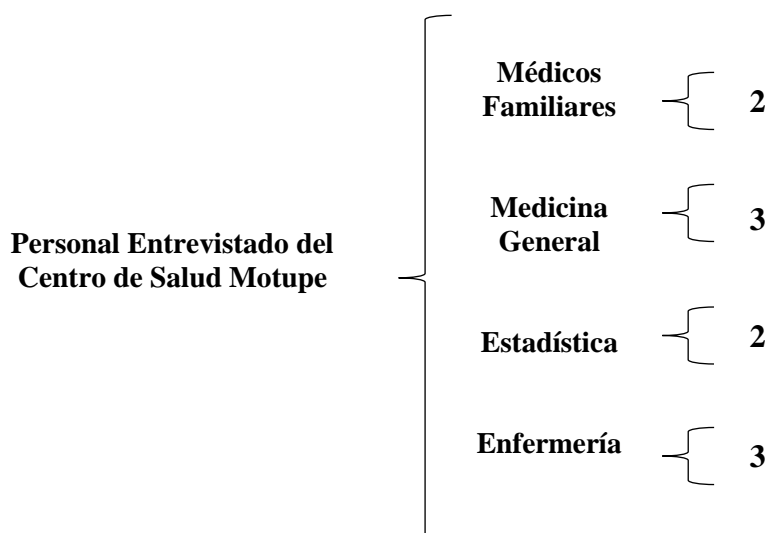 Médicos
Familiares
2
Medicina
General
3
Personal Entrevistado del
Centro de Salud Motupe
Estadística
2
Enfermería
3